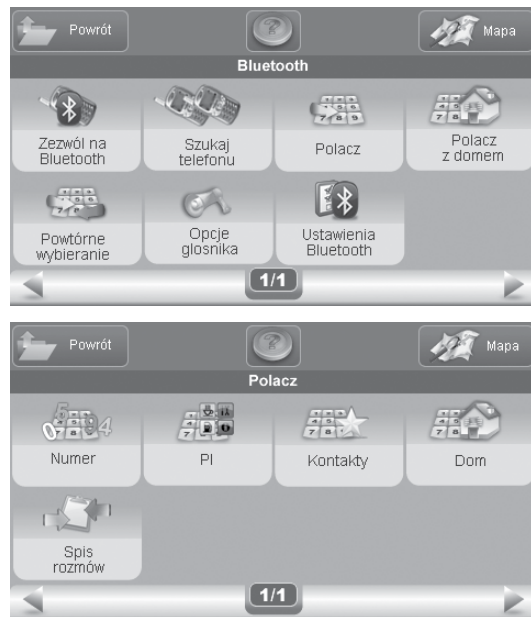 Powrót
Mapa
Bluetooth
Zezwól na
Bluetooth
Szukaj
telefonu
Polacz
Polacz
z domem
Powtórne
wybieranie
Opcje
glosnika
Ustawienia
Bluetooth
1/1
Powrót
Mapa
Polacz
Numer
PI
Kontakty
Dom
Spis
rozmów
1/1